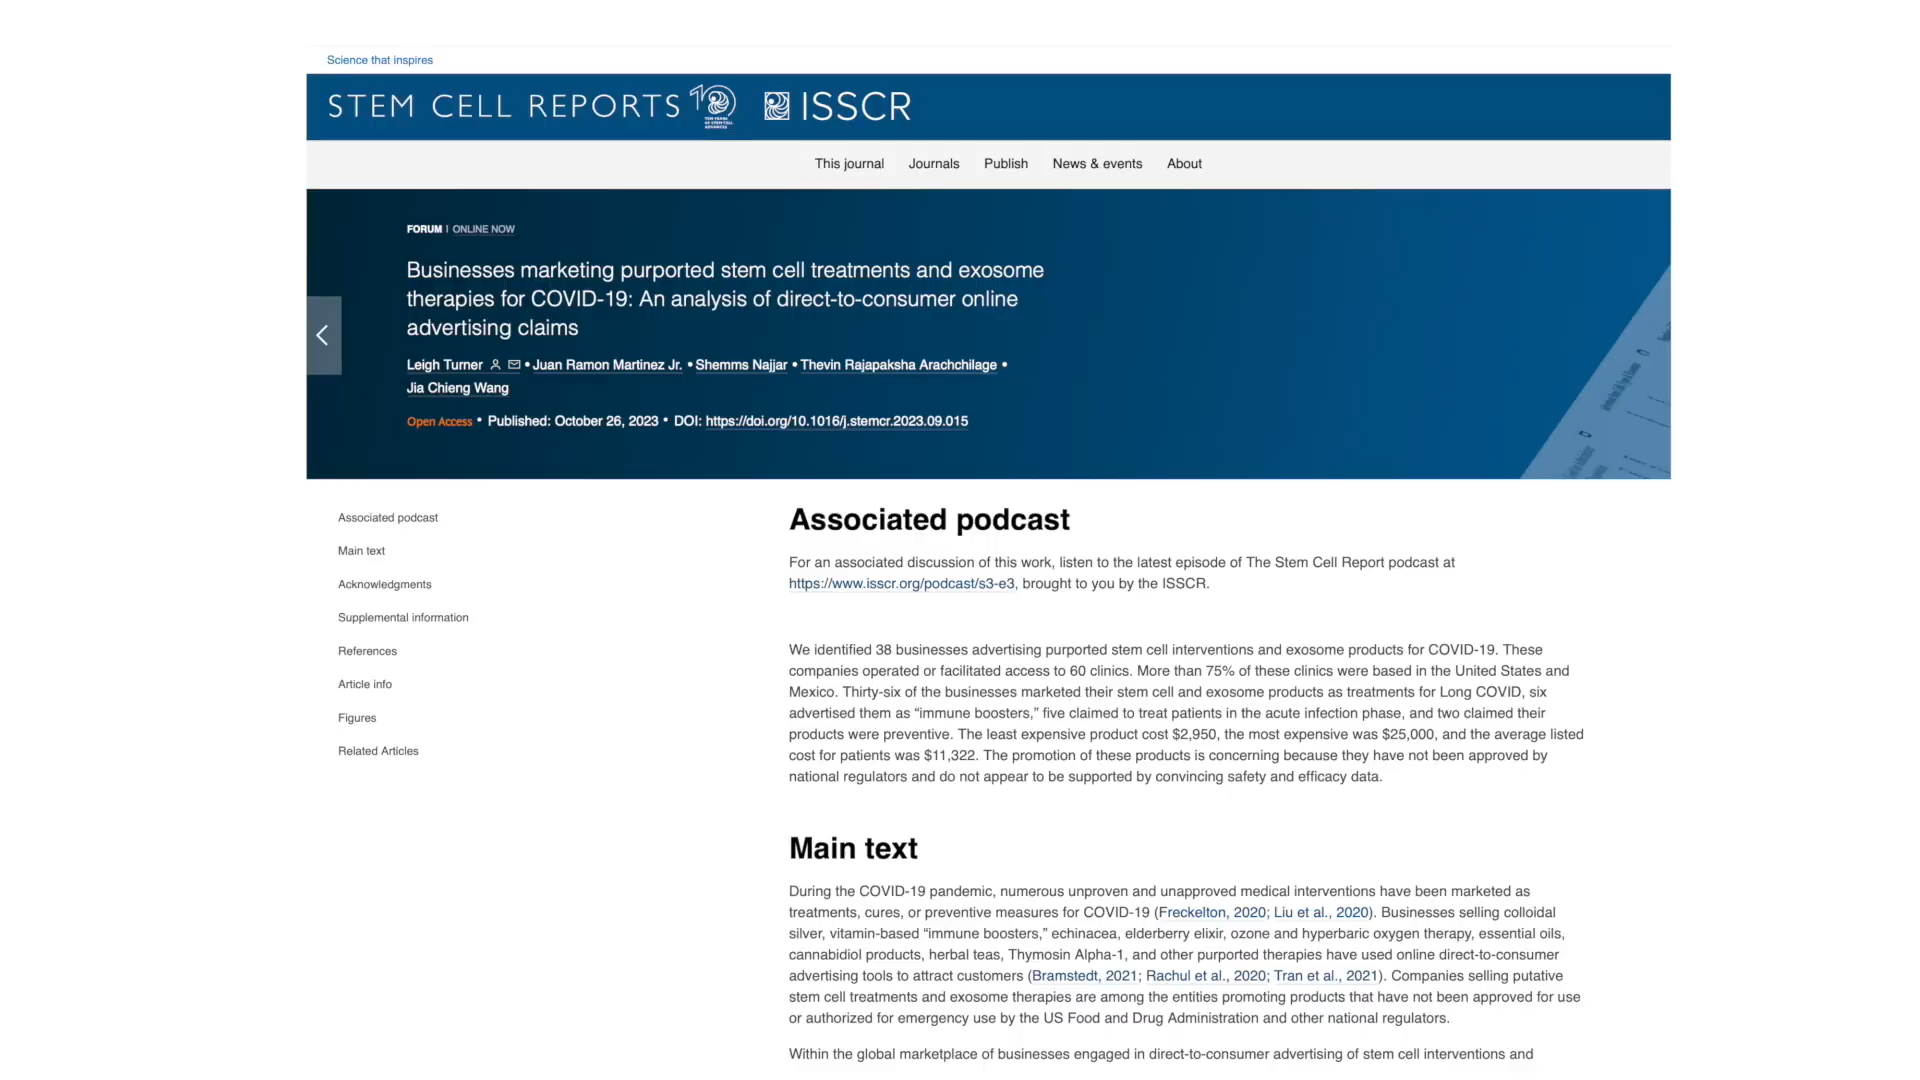 Science that inspires
STEM CELL REPORTS 10 ISSCR
TEN YEARS
OF STEM CELL
ADVANCES
This journal Journals Publish News & events About
FORUM | ONLINE NOW
Businesses marketing purported stem cell treatments and exosome
therapies for COVID-19: An analysis of direct-to-consumer online
advertising claims
Leigh Turner • Juan Ramon Martinez Jr. • Shemms Najjar • Thevin Rajapaksha Arachchilage •
Jia Chieng Wang
Open Access • Published: October 26, 2023 • DOI: https://doi.org/10.1016/j.stemcr.2023.09.015
Associated podcast
Main text
Acknowledgments
Supplemental information
References
Article info
Figures
Related Articles
Associated podcast
For an associated discussion of this work, listen to the latest episode of The Stem Cell Report podcast at
https://www.isscr.org/podcast/s3-e3, brought to you by the ISSCR.
We identified 38 businesses advertising purported stem cell interventions and exosome products for COVID-19. These
companies operated or facilitated access to 60 clinics. More than 75% of these clinics were based in the United States and
Mexico. Thirty-six of the businesses marketed their stem cell and exosome products as treatments for Long COVID, six
advertised them as “immune boosters,” five claimed to treat patients in the acute infection phase, and two claimed their
products were preventive. The least expensive product cost $2,950, the most expensive was $25,000, and the average listed
cost for patients was $11,322. The promotion of these products is concerning because they have not been approved by
national regulators and do not appear to be supported by convincing safety and efficacy data.
Main text
During the COVID-19 pandemic, numerous unproven and unapproved medical interventions have been marketed as
treatments, cures, or preventive measures for COVID-19 (Freckelton, 2020; Liu et al., 2020). Businesses selling colloidal
silver, vitamin-based “immune boosters,” echinacea, elderberry elixir, ozone and hyperbaric oxygen therapy, essential oils,
cannabidiol products, herbal teas, Thymosin Alpha-1, and other purported therapies have used online direct-to-consumer
advertising tools to attract customers (Bramstedt, 2021; Rachul et al., 2020; Tran et al., 2021). Companies selling putative
stem cell treatments and exosome therapies are among the entities promoting products that have not been approved for use
or authorized for emergency use by the US Food and Drug Administration and other national regulators.
Within the global marketplace of businesses engaged in direct-to-consumer advertising of stem cell interventions and